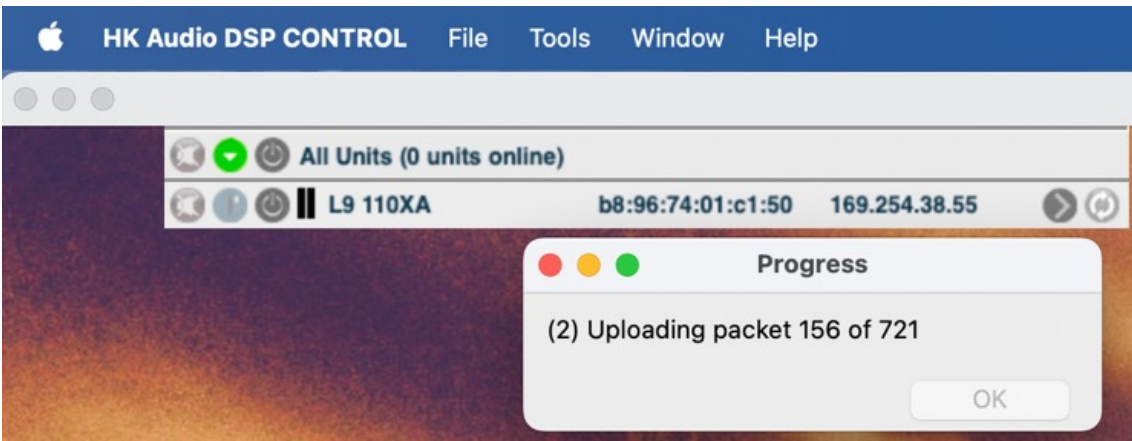 HK Audio DSP CONTROL File Tools Window Help
All Units (0 units online)
L9 110XA b8:96:74:01:c1:50 169.254.38.55
Progress
(2) Uploading packet 156 of 721
OK